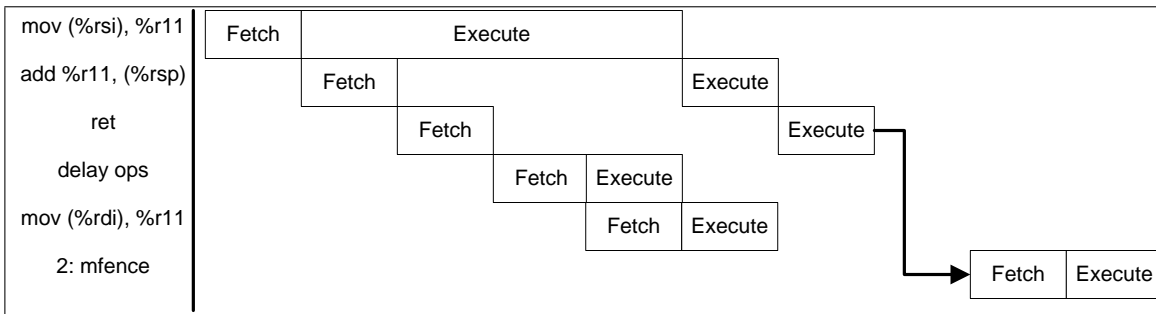 mov (%rsi), %r11 Fetch Execute
add %r11, (%rsp) Fetch Execute
ret Fetch Execute
delay ops Fetch Execute
mov (%rdi), %r11 Fetch Execute
2: mfence Fetch Execute